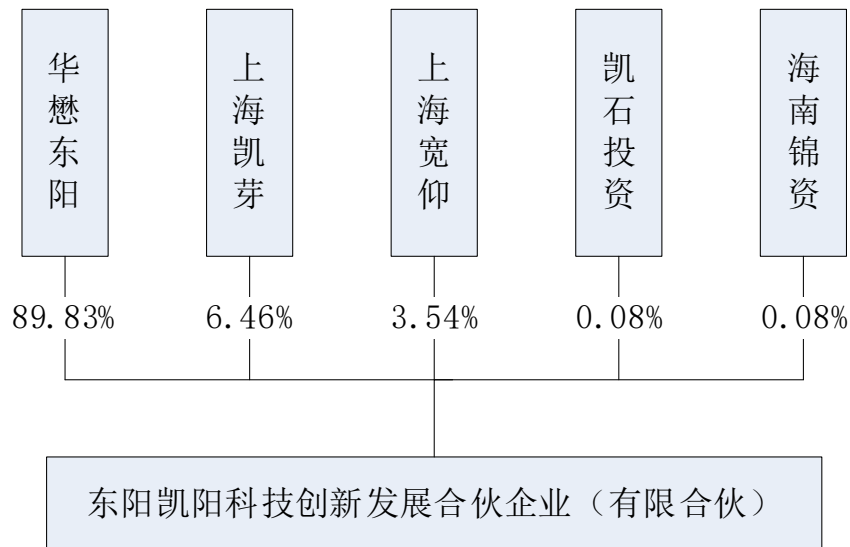 华懋东阳
上海凯芽
上海宽仰
凯石投资
海南锦资
89.83%
6.46%
3.54%
0.08%
0.08%
东阳凯阳科技创新发展合伙企业（有限合伙）